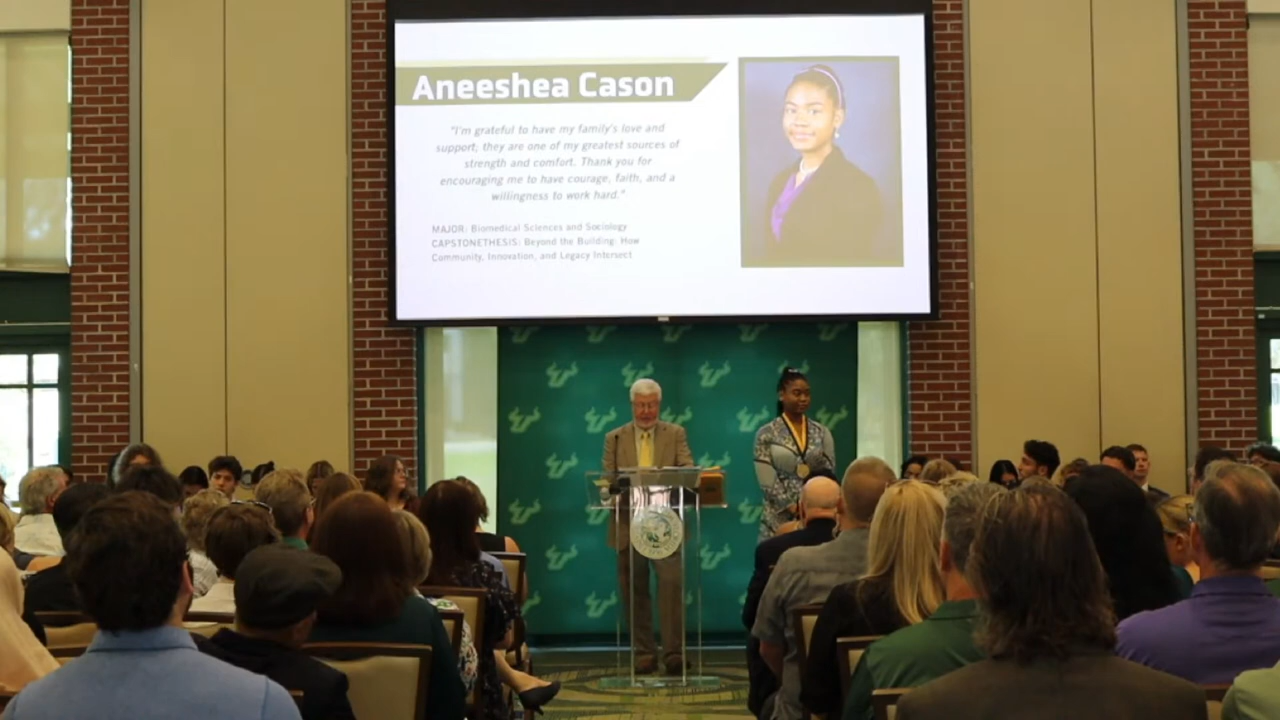 Aneeshea Cason
"I'm grateful to have my family's love and
support; they are one of my greatest sources of
strength and comfort. Thank you for
encouraging me to have courage, faith, and a
willingness to work hard."
MAJOR: Biomedical Sciences and Sociology
CAPSTONETHESIS: Beyond the Building: How
Community, Innovation, and Legacy Intersect